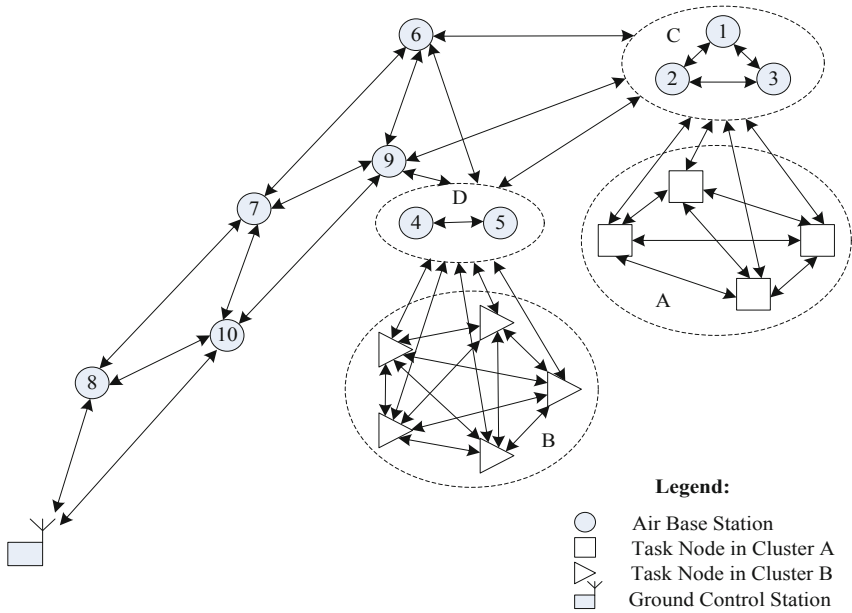 6
C
1
2
3
9
D
7
4
5
A
10
8
B
Legend:
Air Base Station
Task Node in Cluster A
Task Node in Cluster B
Ground Control Station